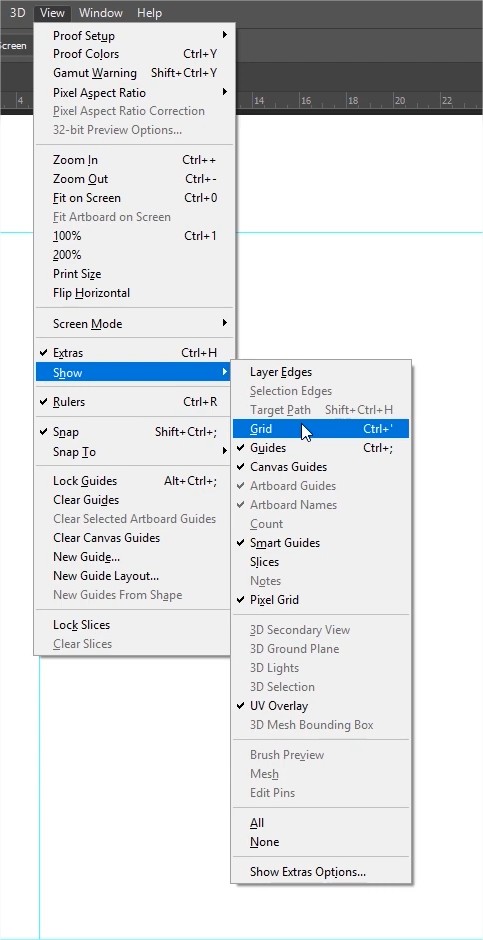 3D View Window Help
Screen
4 14 16 18 20 22
Proof Setup
Proof Colors Ctrl+Y
Gamut Warning Shift+Ctrl+Y
Pixel Aspect Ratio
Pixel Aspect Ratio Correction
32-bit Preview Options...
Zoom In Ctrl++
Zoom Out Ctrl+-
Fit on Screen Ctrl+0
Fit Artboard on Screen
100% Ctrl+1
200%
Print Size
Flip Horizontal
Screen Mode
Extras Ctrl+H
Show
Rulers Ctrl+R
Snap Shift+Ctrl+;
Snap To
Lock Guides Alt+Ctrl+;
Clear Guides
Clear Selected Artboard Guides
Clear Canvas Guides
New Guide...
New Guide Layout...
New Guides From Shape
Lock Slices
Clear Slices
Layer Edges
Selection Edges
Target Path Shift+Ctrl+H
Grid Ctrl+'
Guides Ctrl+;
Canvas Guides
Artboard Guides
Artboard Names
Count
Smart Guides
Slices
Notes
Pixel Grid
3D Secondary View
3D Ground Plane
3D Lights
3D Selection
UV Overlay
3D Mesh Bounding Box
Brush Preview
Mesh
Edit Pins
All
None
Show Extras Options...